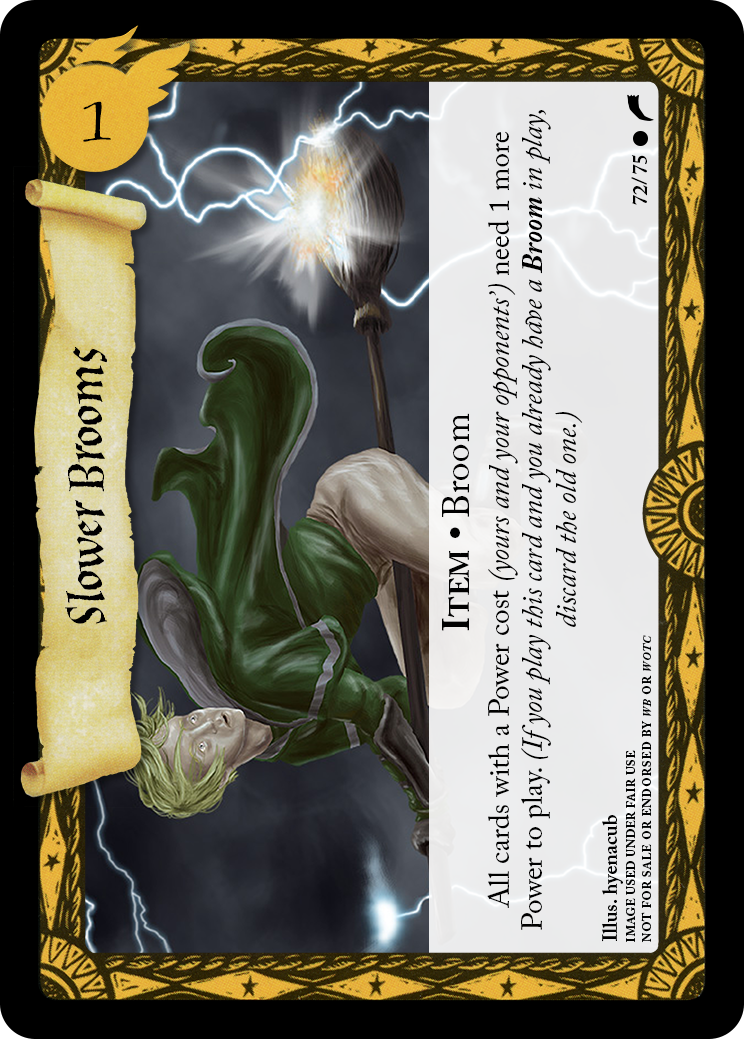 1
Slower Brooms
ITEM • Broom
All cards with a Power cost (yours and your opponents') need 1 more
Power to play. (If you play this card and you already have a Broom in play,
discard the old one.)
Illus. hyenacub
IMAGE USED UNDER FAIR USE
NOT FOR SALE OR ENDORSED BY WB OR WOTC
72/75 ●